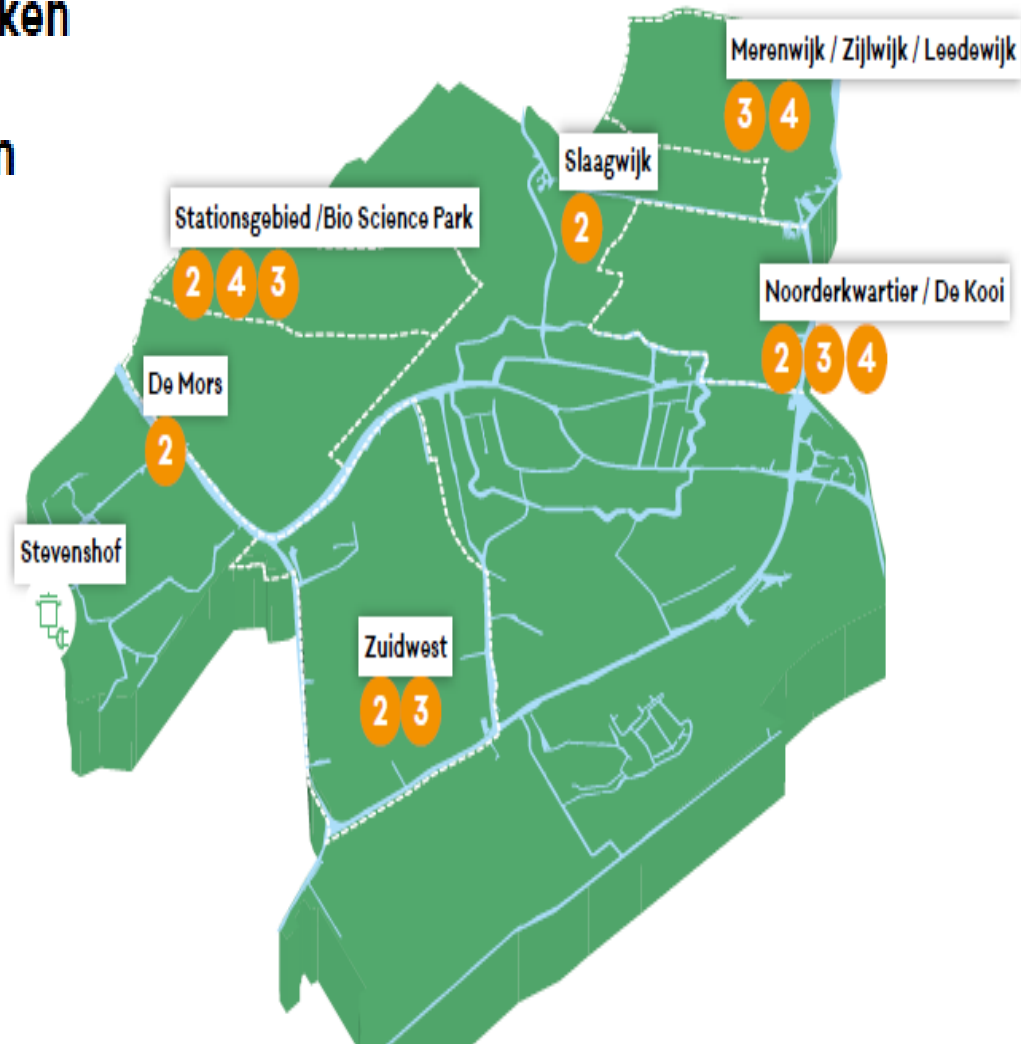 ken
n
Merenwijk / Zijlwijk / Leedewijk
3 4
Slaagwijk
2
Stationsgebied /Bio Science Park
2 4 3
Noorderkwartier / De Kooi
2 3 4
De Mors
2
Stevenshof
Zuidwest
2 3